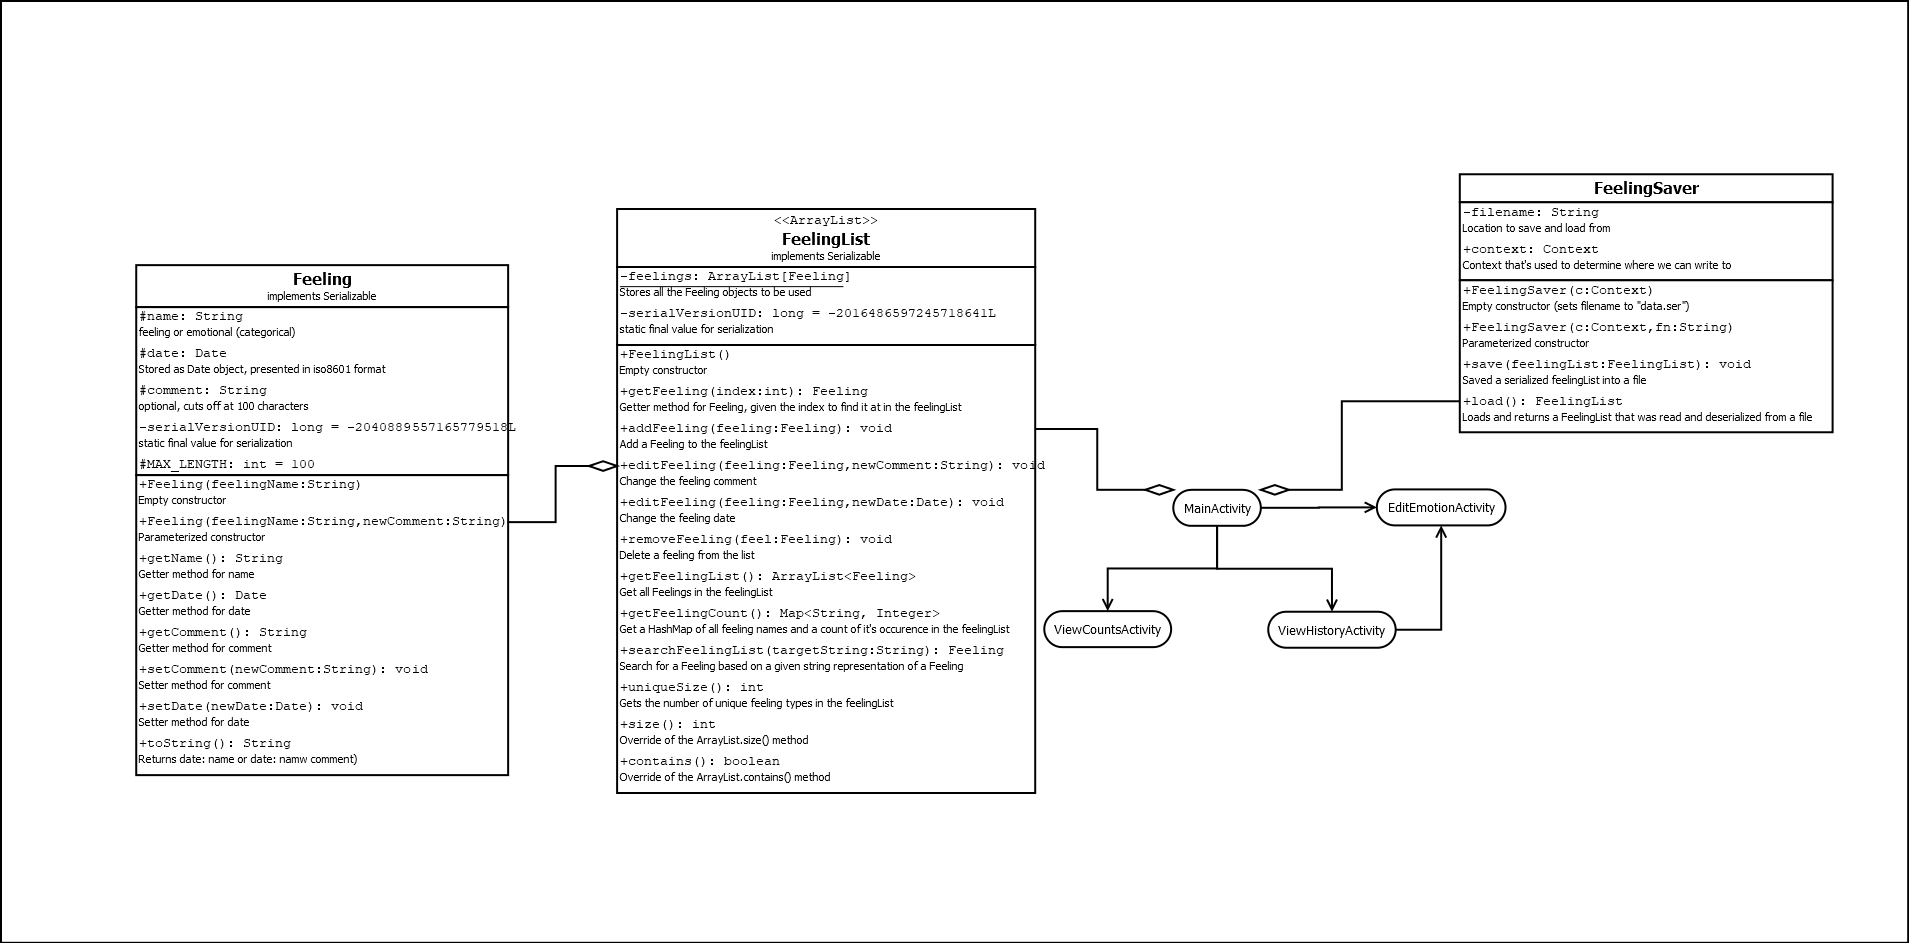 Feeling
implements Serializable
#name: String
feeling or emotional (categorical)
#date: Date
Stored as Date object, presented in iso8601 format
#comment: String
optional, cuts off at 100 characters
-serialVersionUID: long = -2040889557165779518L
static final value for serialization
#MAX_LENGTH: int = 100
+Feeling(feelingName:String)
Empty constructor
+Feeling(feelingName:String,newComment:String)
Parameterized constructor
+getName(): String
Getter method for name
+getDate(): Date
Getter method for date
+getComment(): String
Getter method for comment
+setComment(newComment:String): void
Setter method for comment
+setDate(newDate:Date): void
Setter method for date
+toString(): String
Returns date: name or date: namw comment)
<<ArrayList>>
FeelingList
implements Serializable
-feelings: ArrayList[Feeling]
Stores all the Feeling objects to be used
-serialVersionUID: long = -2016486597245718641L
static final value for serialization
+FeelingList()
Empty constructor
+getFeeling(index:int): Feeling
Getter method for Feeling, given the index to find it at in the feelingList
+addFeeling(feeling:Feeling): void
Add a Feeling to the feelingList
+editFeeling(feeling:Feeling,newComment:String): void
Change the feeling comment
+editFeeling(feeling:Feeling,newDate:Date): void
Change the feeling date
+removeFeeling(feel:Feeling): void
Delete a feeling from the list
+getFeelingList(): ArrayList<Feeling>
Get all Feelings in the feelingList
+getFeelingCount(): Map<String, Integer>
Get a HashMap of all feeling names and a count of it's occurence in the feelingList
+searchFeelingList(targetString:String): Feeling
Search for a Feeling based on a given string representation of a Feeling
+uniqueSize(): int
Gets the number of unique feeling types in the feelingList
+size(): int
Override of the ArrayList.size() method
+contains(): boolean
Override of the ArrayList.contains() method
MainActivity
EditEmotionActivity
ViewCountsActivity
ViewHistoryActivity
FeelingSaver
-filename: String
Location to save and load from
+context: Context
Context that's used to determine where we can write to
+FeelingSaver(c:Context)
Empty constructor (sets filename to "data.ser")
+FeelingSaver(c:Context,fn:String)
Parameterized constructor
+save(feelingList:FeelingList): void
Saved a serialized feelingList into a file
+load(): FeelingList
Loads and returns a FeelingList that was read and deserialized from a file